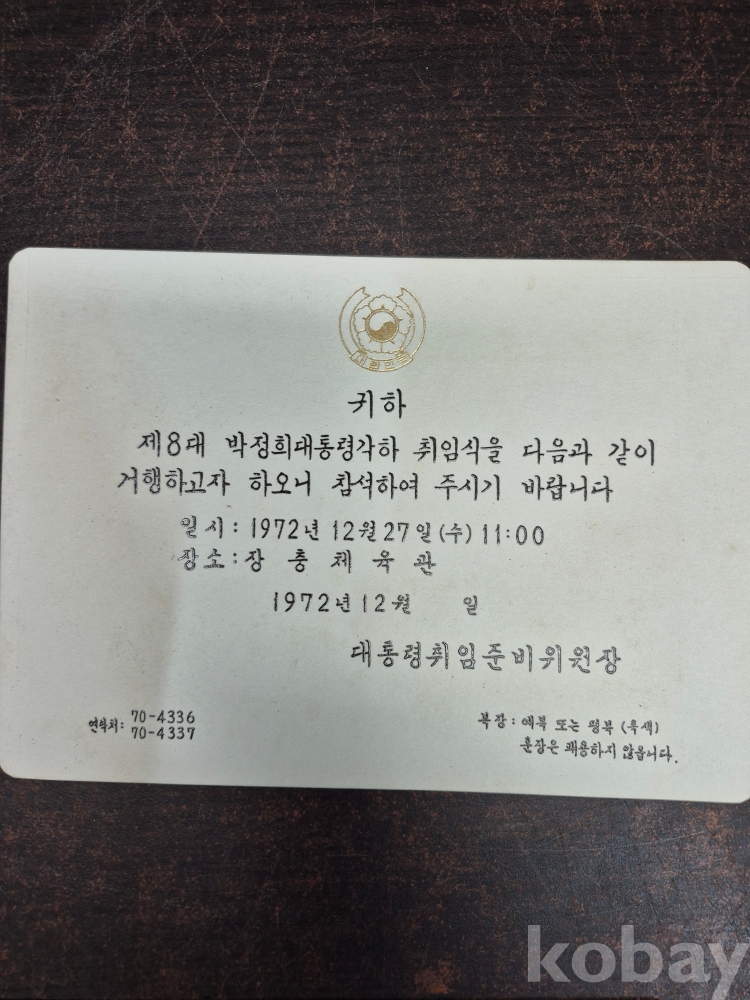 대한민국
귀하
제8대 박정희대통령각하 취임식을 다음과 같이
거행하고자 하오니 참석하여 주시기 바랍니다
일시 : 1972년 12월 27일 (수) 11:00
장소 : 장충체육관
1972년 12월 일
대통령취임준비위원장
연락처: 70-4336
70-4337
복장 : 예복 또는 평복 (흑색)
훈장은 패용하지 않읍니다.
kobay